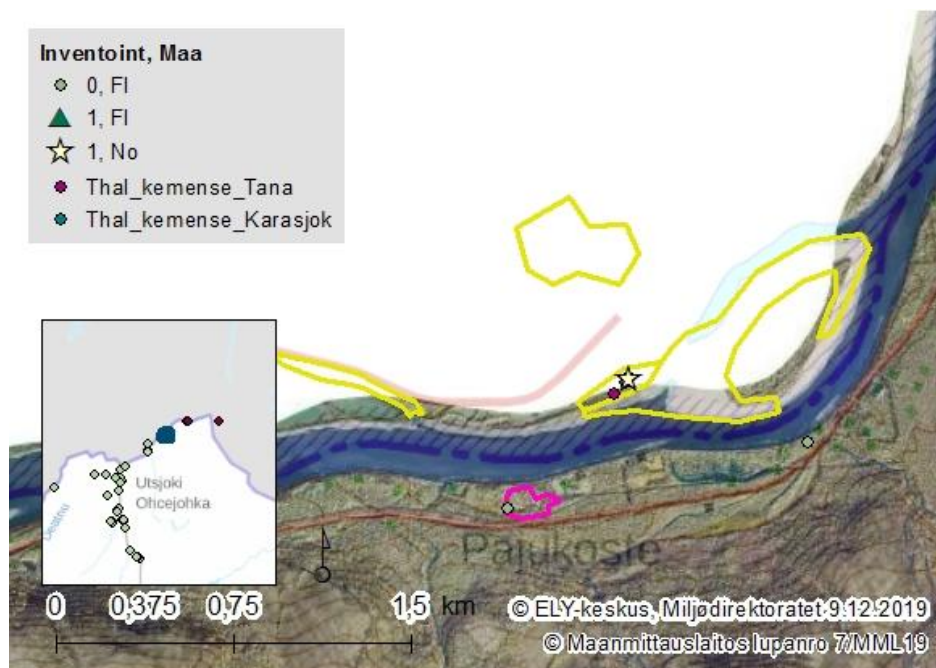 Inventoint, Maa
0, FI
1, FI
1, No
Thal_kemense_Tana
Thal_kemense_Karasjok
Utsjoki
Ohcejohka
Deatnu
Pajukoste
0 0,375 0,75 1,5 km
© ELY-keskus, Miljødirektoratet 9.12.2019
© Maanmittauslaitos lupanro 7/MML19